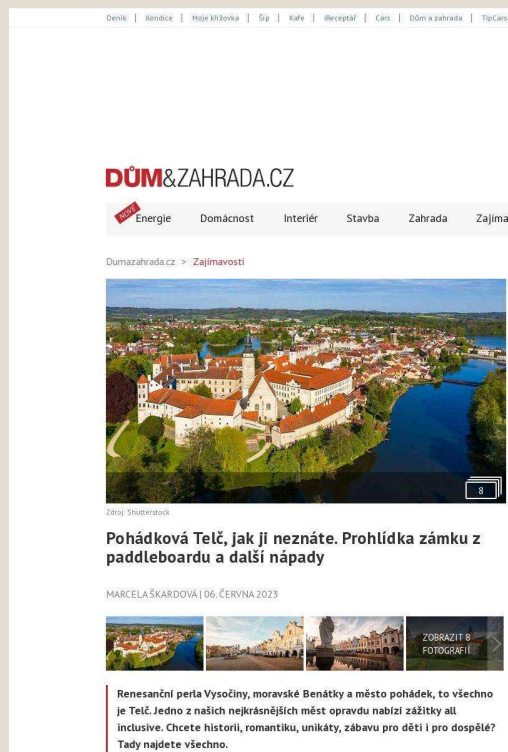 Deník | Kondice | Moje křížovka | Šíp | Kafe | iReceptář | Cars | Dům a zahrada | TipCars
DŮM&ZAHRADA.CZ
NOVÉ Energie Domácnost Interiér Stavba Zahrada Zajíma
Dumazahrada.cz > Zajímavosti
8
Zdroj: Shutterstock
Pohádková Telč, jak ji neznáte. Prohlídka zámku z
paddleboardu a další nápady
MARCELA ŠKARDOVÁ | 06. ČERVNA 2023
ZOBRAZIT 8
FOTOGRAFIÍ
Renesanční perla Vysočiny, moravské Benátky a město pohádek, to všechno
je Telč. Jedno z našich nejkrásnějších měst opravdu nabízí zážitky all
inclusive. Chcete historii, romantiku, unikáty, zábavu pro děti i pro dospělé?
Tady najdete všechno.